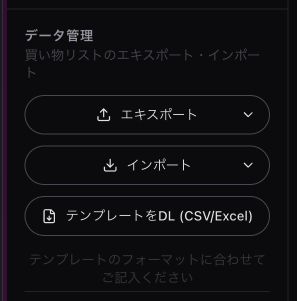 データ管理
買い物リストのエキスポート・インポー
ト
エキスポート
インポート
テンプレートをDL (CSV/Excel)
テンプレートのフォーマットに合わせて
ご記入ください